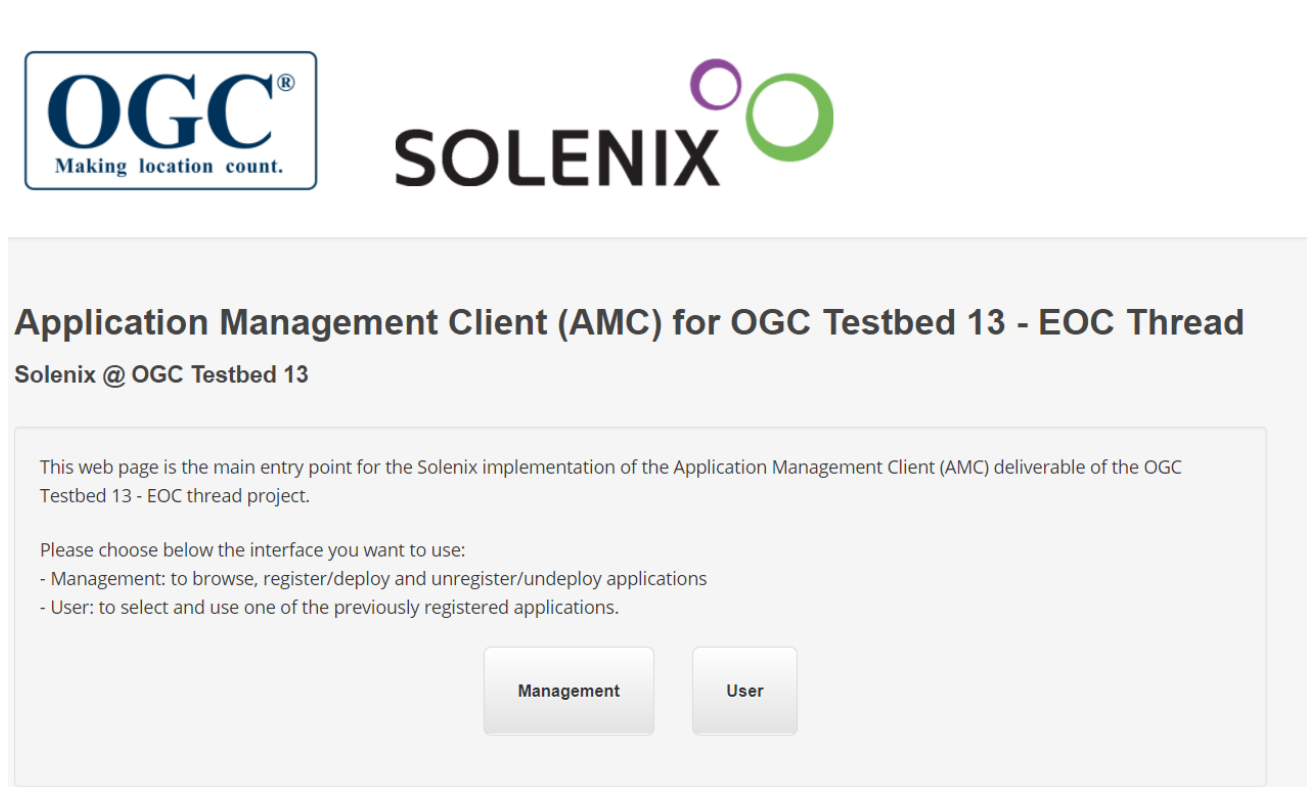 OGC®
Making location count.
SOLENIX
Application Management Client (AMC) for OGC Testbed 13 - EOC Thread
Solenix @ OGC Testbed 13
This web page is the main entry point for the Solenix implementation of the Application Management Client (AMC) deliverable of the OGC
Testbed 13 - EOC thread project.
Please choose below the interface you want to use:
- Management: to browse, register/deploy and unregister/undeploy applications
- User: to select and use one of the previously registered applications.
Management
User